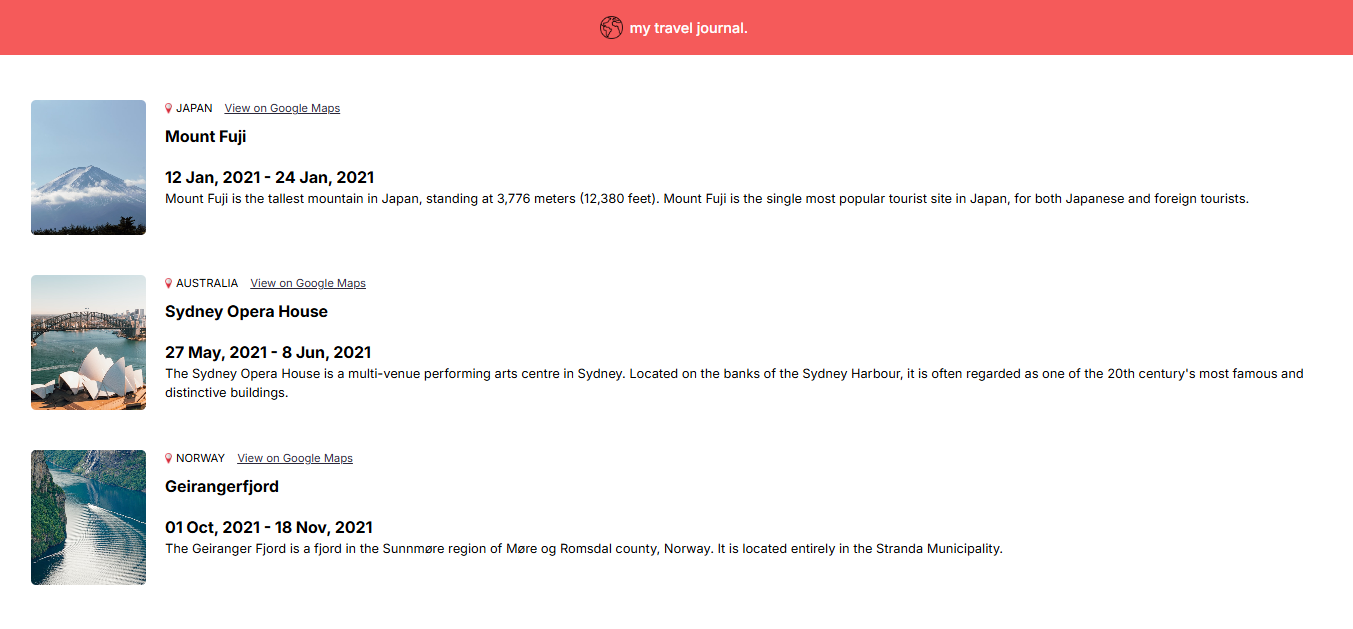 my travel journal.
JAPAN View on Google Maps
Mount Fuji
12 Jan, 2021 - 24 Jan, 2021
Mount Fuji is the tallest mountain in Japan, standing at 3,776 meters (12,380 feet). Mount Fuji is the single most popular tourist site in Japan, for both Japanese and foreign tourists.
AUSTRALIA View on Google Maps
Sydney Opera House
27 May, 2021 - 8 Jun, 2021
The Sydney Opera House is a multi-venue performing arts centre in Sydney. Located on the banks of the Sydney Harbour, it is often regarded as one of the 20th century's most famous and
distinctive buildings.
NORWAY View on Google Maps
Geirangerfjord
01 Oct, 2021 - 18 Nov, 2021
The Geiranger Fjord is a fjord in the Sunnmøre region of Møre og Romsdal county, Norway. It is located entirely in the Stranda Municipality.